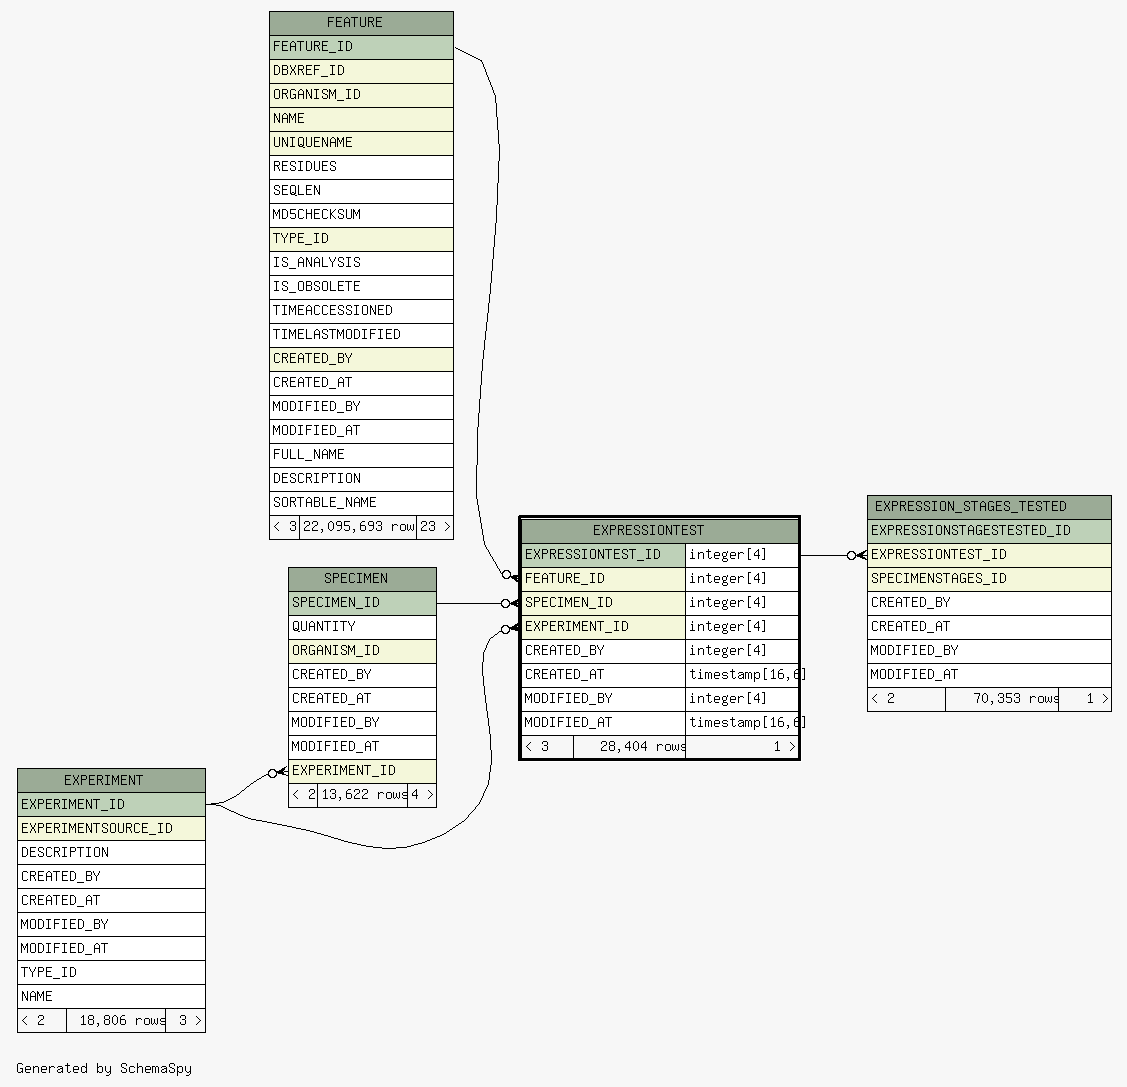 FEATURE
FEATURE_ID
DBXREF_ID
ORGANISM_ID
NAME
UNIQUENAME
RESIDUES
SEQLEN
MD5CHECKSUM
TYPE_ID
IS_ANALYSIS
IS_OBSOLETE
TIMEACCESSIONED
TIMELASTMODIFIED
CREATED_BY
CREATED_AT
MODIFIED_BY
MODIFIED_AT
FULL_NAME
DESCRIPTION
SORTABLE_NAME
< 3 22,095,693 row 23 >
SPECIMEN
SPECIMEN_ID
QUANTITY
ORGANISM_ID
CREATED_BY
CREATED_AT
MODIFIED_BY
MODIFIED_AT
EXPERIMENT_ID
< 2 13,622 rows 4 >
EXPERIMENT
EXPERIMENT_ID
EXPERIMENTSOURCE_ID
DESCRIPTION
CREATED_BY
CREATED_AT
MODIFIED_BY
MODIFIED_AT
TYPE_ID
NAME
< 2 18,806 rows 3 >
EXPRESSIONTEST
EXPRESSIONTEST_ID integer[4]
FEATURE_ID integer[4]
SPECIMEN_ID integer[4]
EXPERIMENT_ID integer[4]
CREATED_BY integer[4]
CREATED_AT timestamp[16,6]
MODIFIED_BY integer[4]
MODIFIED_AT timestamp[16,6]
< 3 28,404 rows 1 >
EXPRESSION_STAGES_TESTED
EXPRESSIONSTAGESTESTED_ID
EXPRESSIONTEST_ID
SPECIMENSTAGES_ID
CREATED_BY
CREATED_AT
MODIFIED_BY
MODIFIED_AT
< 2 70,353 rows 1 >
Generated by SchemaSpy